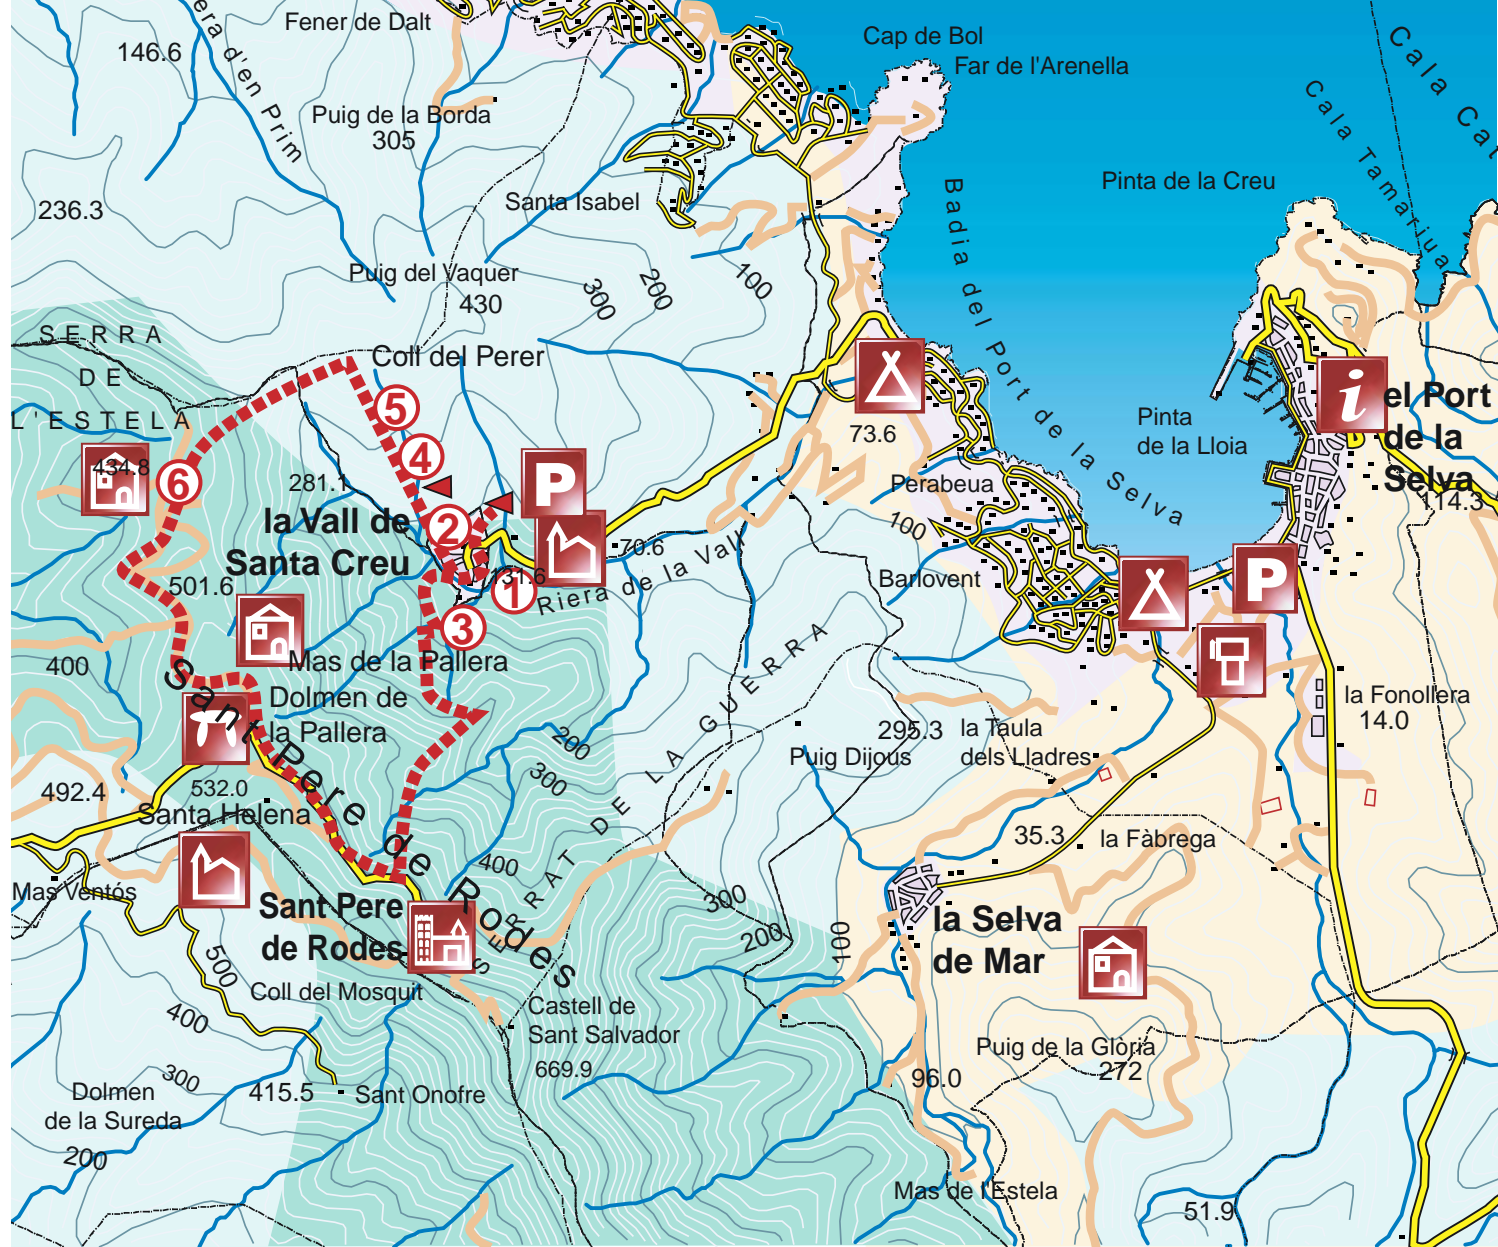 Fener de Dalt
146.6
era d'en Prim
Cap de Bol
Far de l'Arenella
Cala Cat
Cala Tamariua
Puig de la Borda
305
Pinta de la Creu
236.3
Santa Isabel
Badia del Port de la Selva
Puig del Vaquer
430
300
200
100
SERRA
DE
L'ESTELA
Coll del Perer
5
4
6
434.8
281.1
la Vall de
Santa Creu
2
P
70.6
131.6
1
3
Riera de la Vall
73.6
Perabeua
100
Barlovent
Pinta
de la Lloia
i
el Port
de la
Selva
114.3
P
501.6
400
Mas de la Pallera
Dolmen de
la Pallera
Sant Pere de Rodes
SERRAT DE LA GUERRA
200
300
400
295.3
Puig Dijous
la Taula
dels Lladres
la Fonollera
14.0
492.4
532.0
Santa Helena
Mas Ventós
35.3
la Fàbrega
Sant Pere
de Rodes
300
200
100
la Selva
de Mar
500
Coll del Mosquit
400
300
Castell de
Sant Salvador
669.9
Dolmen
de la Sureda
200
415.5
Sant Onofre
Puig de la Glòria
272
96.0
Mas de l'Estela
51.9